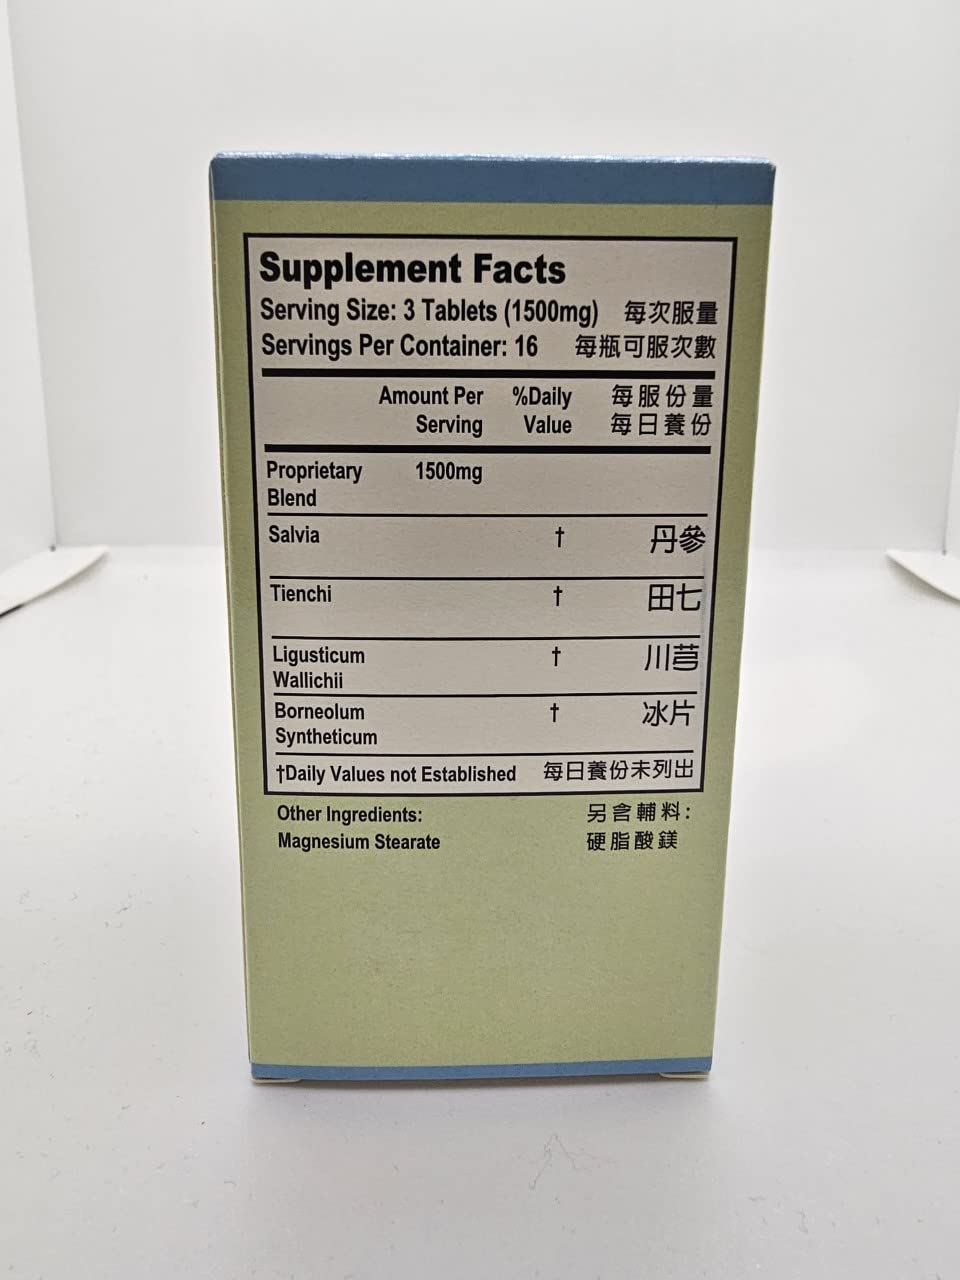 Supplement Facts
Serving Size: 3 Tablets (1500mg) 每次服量
Servings Per Container: 16 每瓶可服次數
Amount Per %Daily 每服份量
Serving Value 每日養份
Proprietary 1500mg
Blend
Salvia † 丹參
Tienchi † 田七
Ligusticum † 川芎
Wallichii
Borneolum † 冰片
Syntheticum
†Daily Values not Established 每日養份未列出
Other Ingredients: 另含輔料:
Magnesium Stearate 硬脂酸鎂